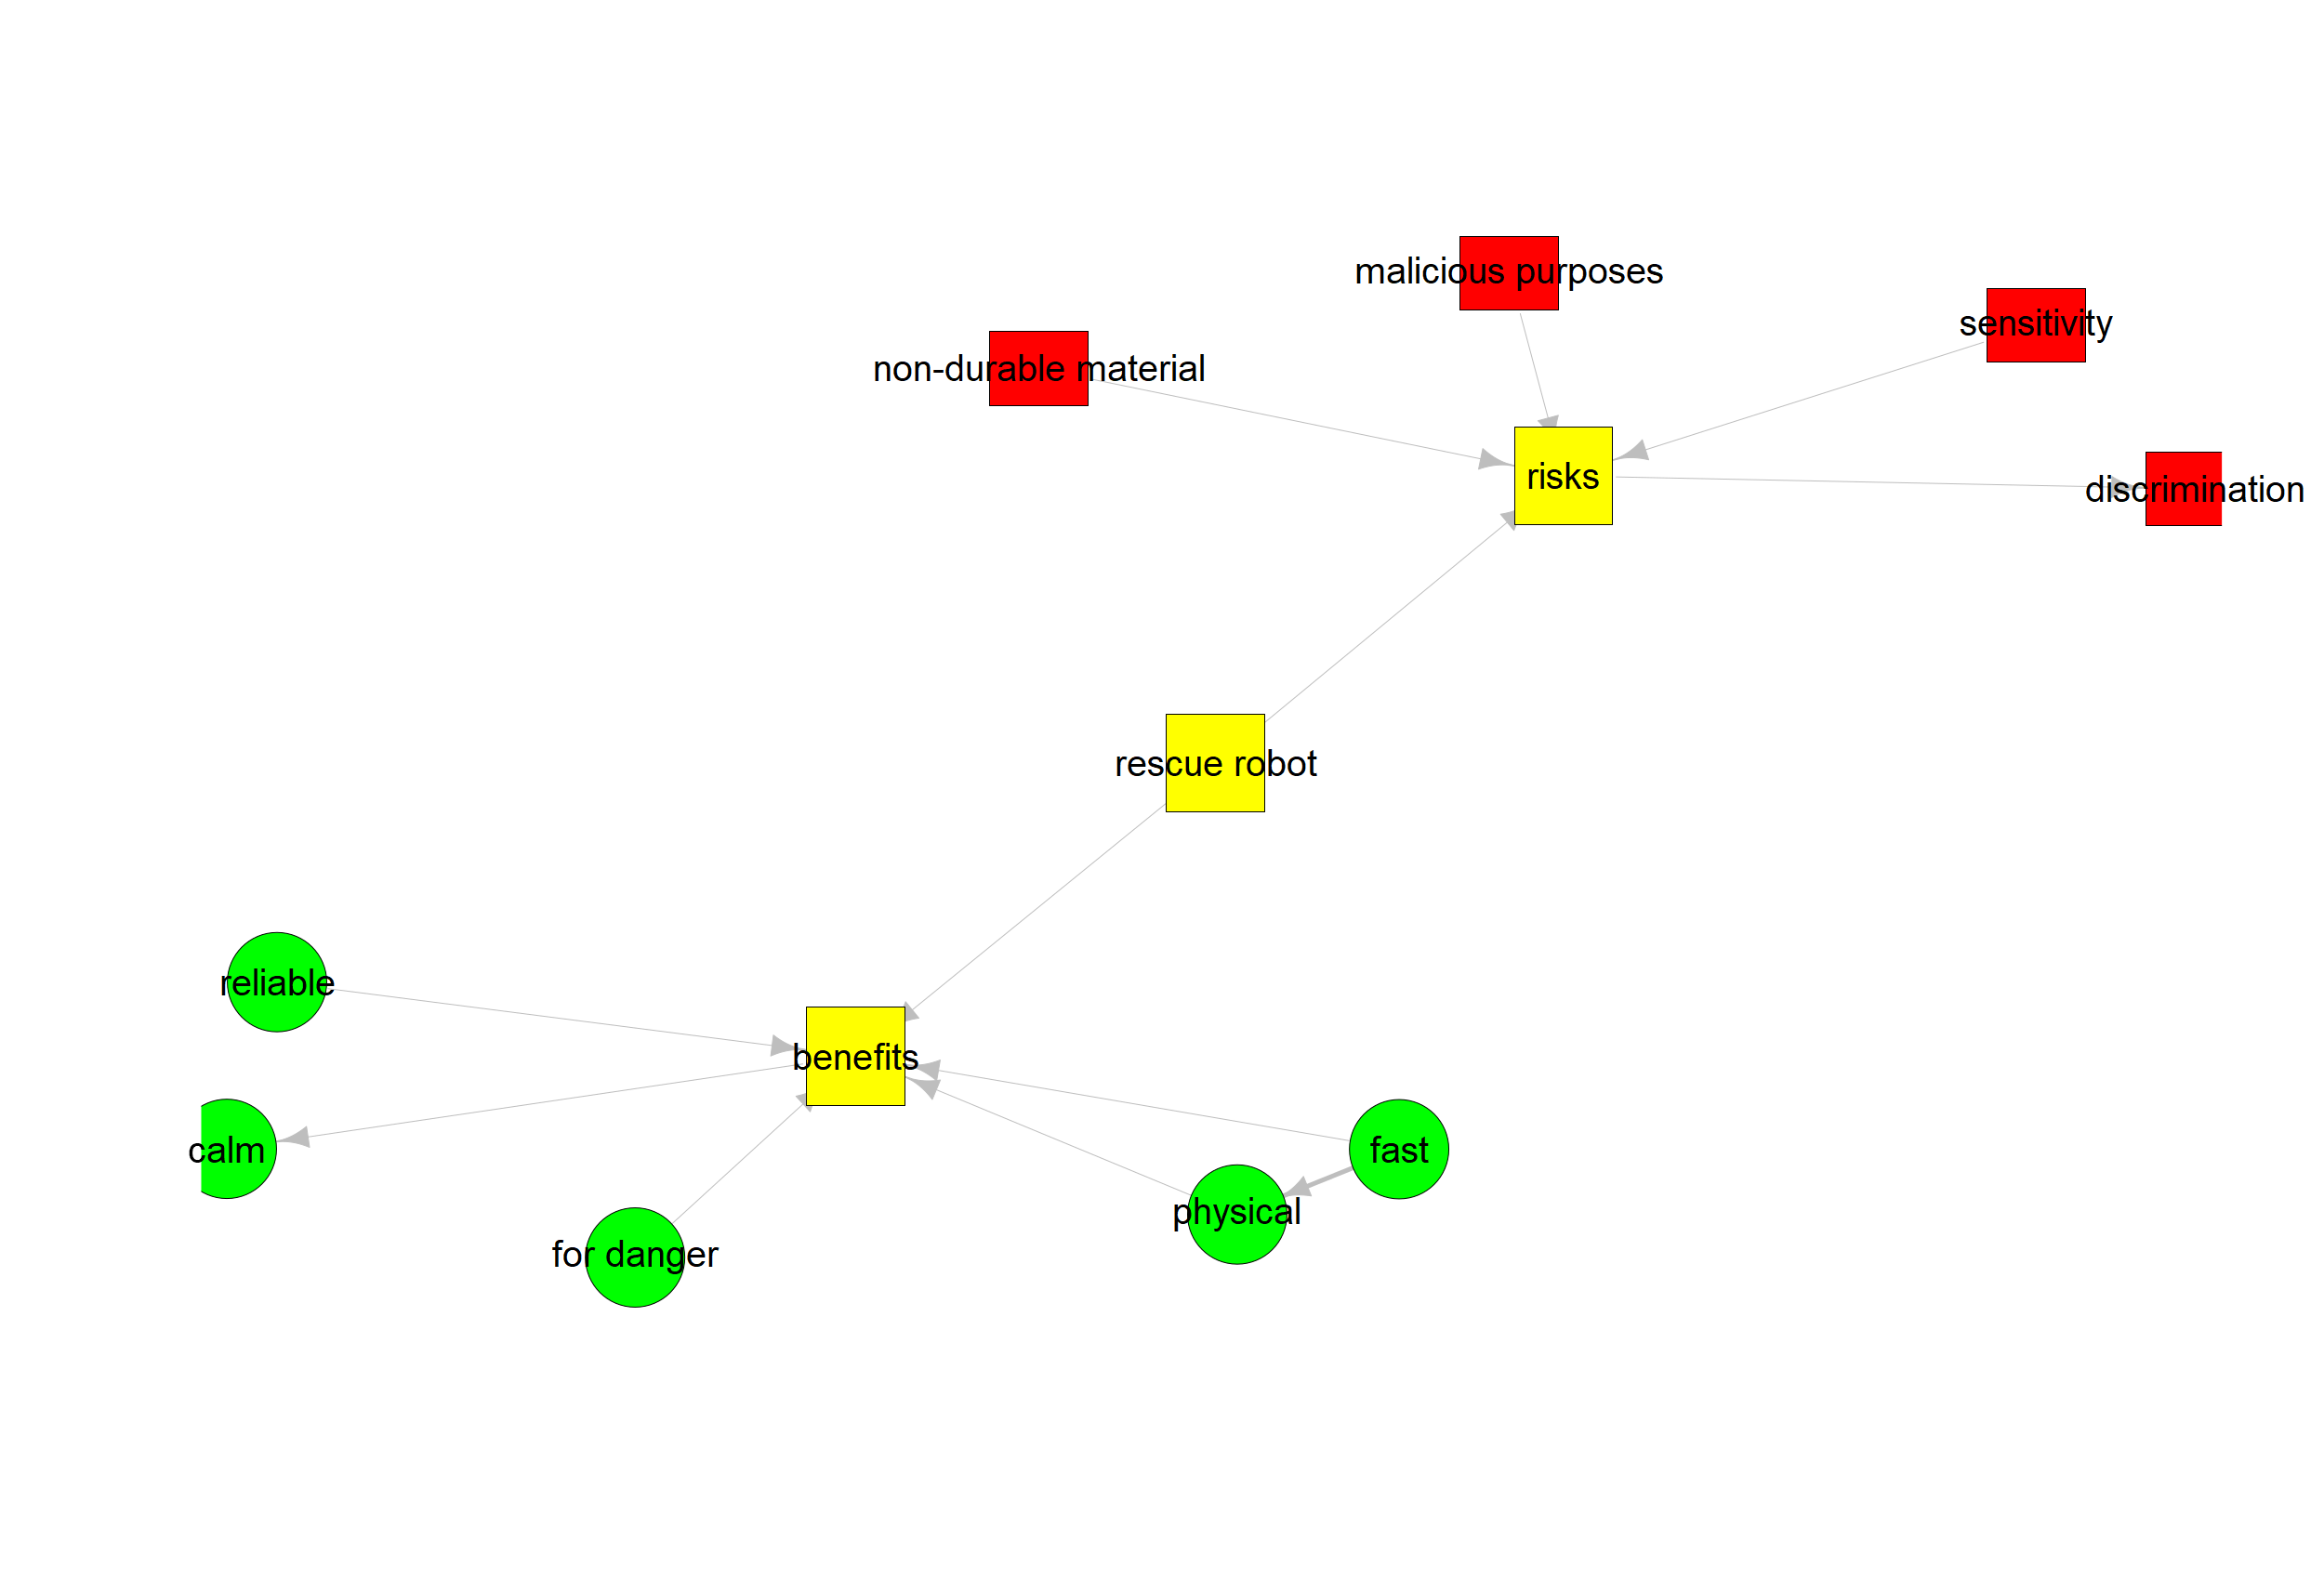 malicious purposes
sensitivity
non-durable material
risks
discrimination
rescue robot
reliable
benefits
calm
fast
physical
for danger